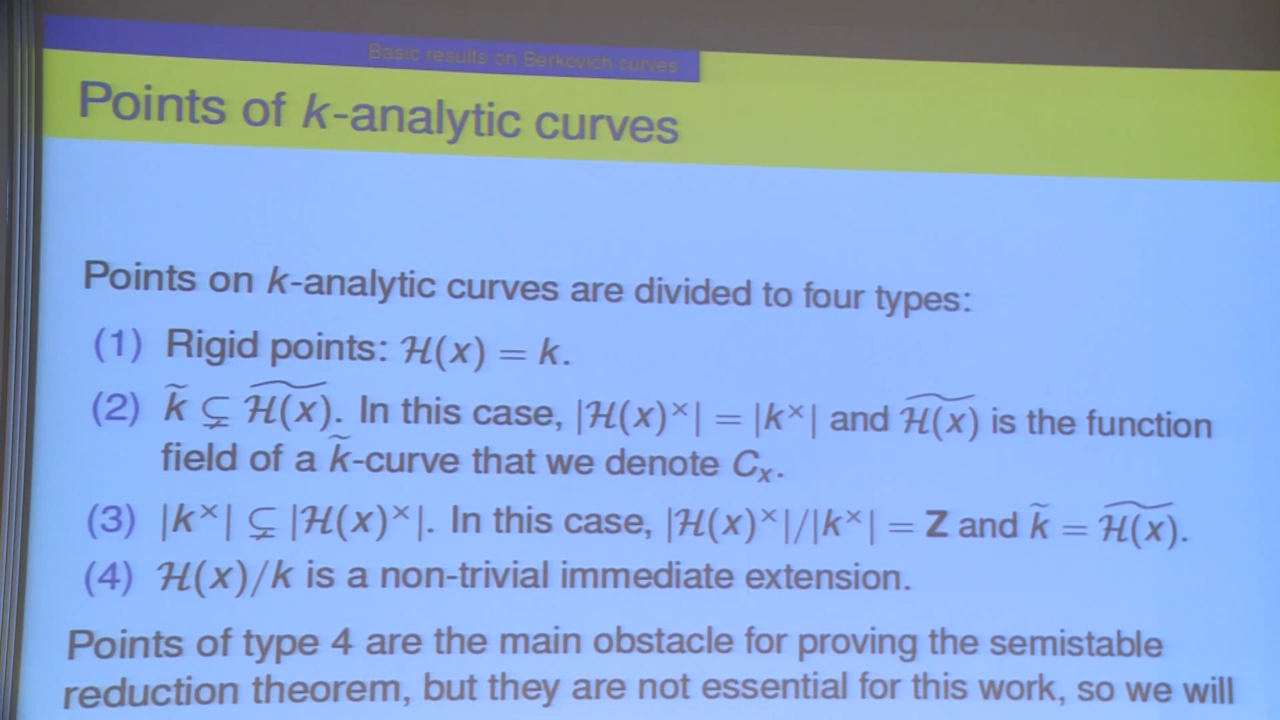 Basic results on Berkovich curves
Points of k-analytic curves
Points on k-analytic curves are divided to four types:
(1) Rigid points: ℋ(x) = k.
(2) k̃ ⊊ ℋ(x)͂. In this case, |ℋ(x)^×| = |k^×| and ℋ(x)͂ is the function
field of a k̃-curve that we denote C_x.
(3) |k^×| ⊊ |ℋ(x)^×|. In this case, |ℋ(x)^×|/|k^×| = Z and k̃ = ℋ(x)͂.
(4) ℋ(x)/k is a non-trivial immediate extension.
Points of type 4 are the main obstacle for proving the semistable
reduction theorem, but they are not essential for this work, so we will